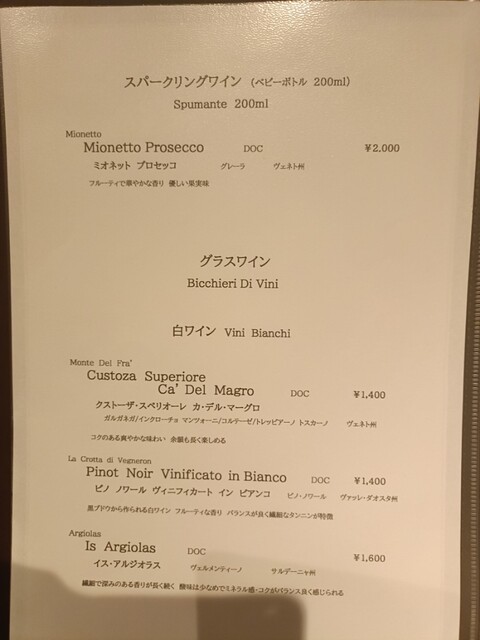 スパークリングワイン (ベビーボトル 200ml)
Spumante 200ml
Mionetto
Mionetto Prosecco DOC ¥2.000
ミオネット プロセッコ グレーラ ヴェネト州
フルーティで華やかな香り 優しい果実味
グラスワイン
Bicchieri Di Vini
白ワイン Vini Bianchi
Monte Del Fra'
Custoza Superiore
Ca' Del Magro DOC ¥1,400
クストーザ・スペリオーレ カ・デル・マーグロ
ガルガネガ/インクローチョ マンツォーニ/コルテーゼ/トレッビアーノ トスカーノ ヴェネト州
コクのある爽やかな味わい 余韻も長く楽しめる
La Crotta di Vegneron
Pinot Noir Vinificato in Bianco DOC ¥1,400
ピノ ノワール ヴィニフィカート イン ビアンコ ピノ・ノワール ヴァッレ・ダオスタ州
黒ブドウから作られる白ワイン フルーティな香り バランスが良く繊細なタンニンが特徴
Argiolas
Is Argiolas DOC ¥1,600
イス・アルジオラス ヴェルメンティーノ サルデーニャ州
繊細で深みのある香りが長く続く 酸味は少なめでミネラル感・コクがバランス良く感じられる